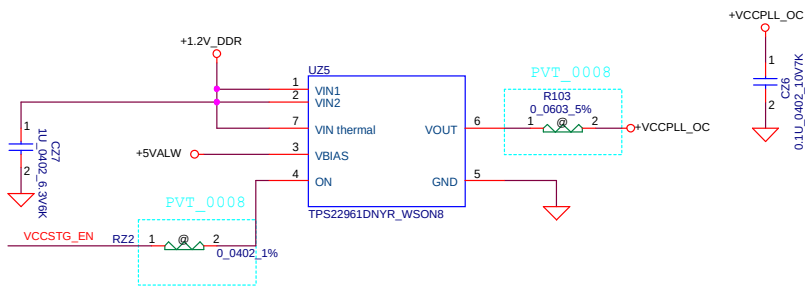 +VCCPLL_OC
+1.2V_DDR
UZ5
PVT_0008
1
VIN1
2
VIN2
R103
0_0603_5%
1
2
CZ6
0.1U_0402_10V7K
1
2
CZ7
1U_0402_6.3V6K
7
VIN thermal
VOUT
6
1
@
2
+VCCPLL_OC
+5VALW
3
VBIAS
4
ON
GND
5
PVT_0008
TPS22961DNYR_WSON8
VCCSTG_EN
RZ2
1
@
2
0_0402_1%